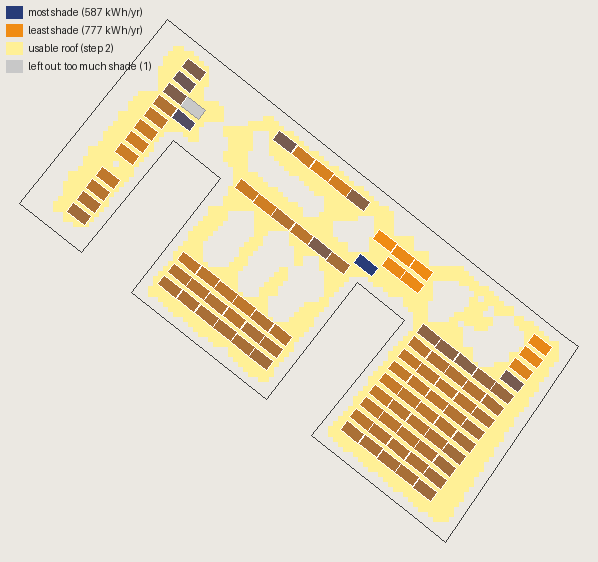 most shade (587 kWh/yr)
least shade (777 kWh/yr)
usable roof (step 2)
left out: too much shade (1)